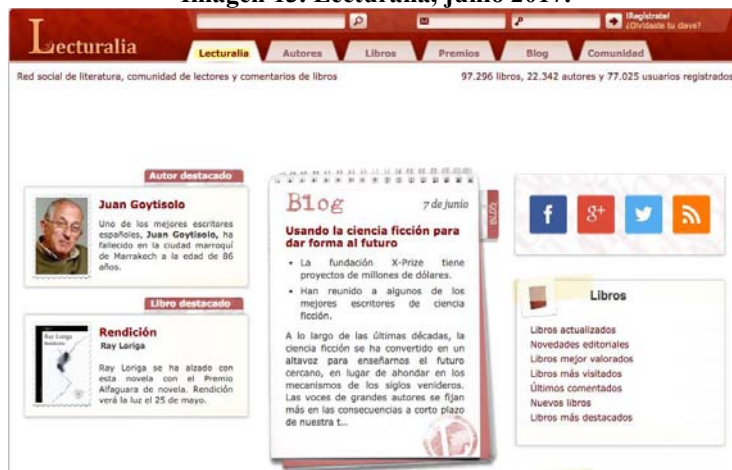 Imagen 15. Lecturalia, junio 2017.
¡Regístrate!
¿Olvidaste tu clave?
Lecturalia
Lecturalia
Autores
Libros
Premios
Blog
Comunidad
Red social de literatura, comunidad de lectores y comentarios de libros
97.296 libros, 22.342 autores y 77.025 usuarios registrados
Autor destacado
Juan Goytisolo
Uno de los mejores escritores
españoles, Juan Goytisolo, ha
fallecido en la ciudad marroquí
de Marrakech a la edad de 86
años.
Libro destacado
Ray Loriga
Rendición
Rendición
Ray Loriga
Ray Loriga se ha alzado con
esta novela con el Premio
Alfaguara de novela. Rendición
verá la luz el 25 de mayo.
Blog
7 de junio
Usando la ciencia ficción para
dar forma al futuro
• La fundación X-Prize tiene
proyectos de millones de dólares.
• Han reunido a algunos de los
mejores escritores de ciencia
ficción.
A lo largo de las últimas décadas, la
ciencia ficción se ha convertido en un
altavoz para enseñarnos el futuro
cercano, en lugar de ahondar en los
mecanismos de los siglos venideros.
Las voces de grandes autores se fijan
más en las consecuencias a corto plazo
de nuestra t...
f
g+
Libros
Libros actualizados
Novedades editoriales
Libros mejor valorados
Libros más visitados
Últimos comentados
Nuevos libros
Libros más destacados